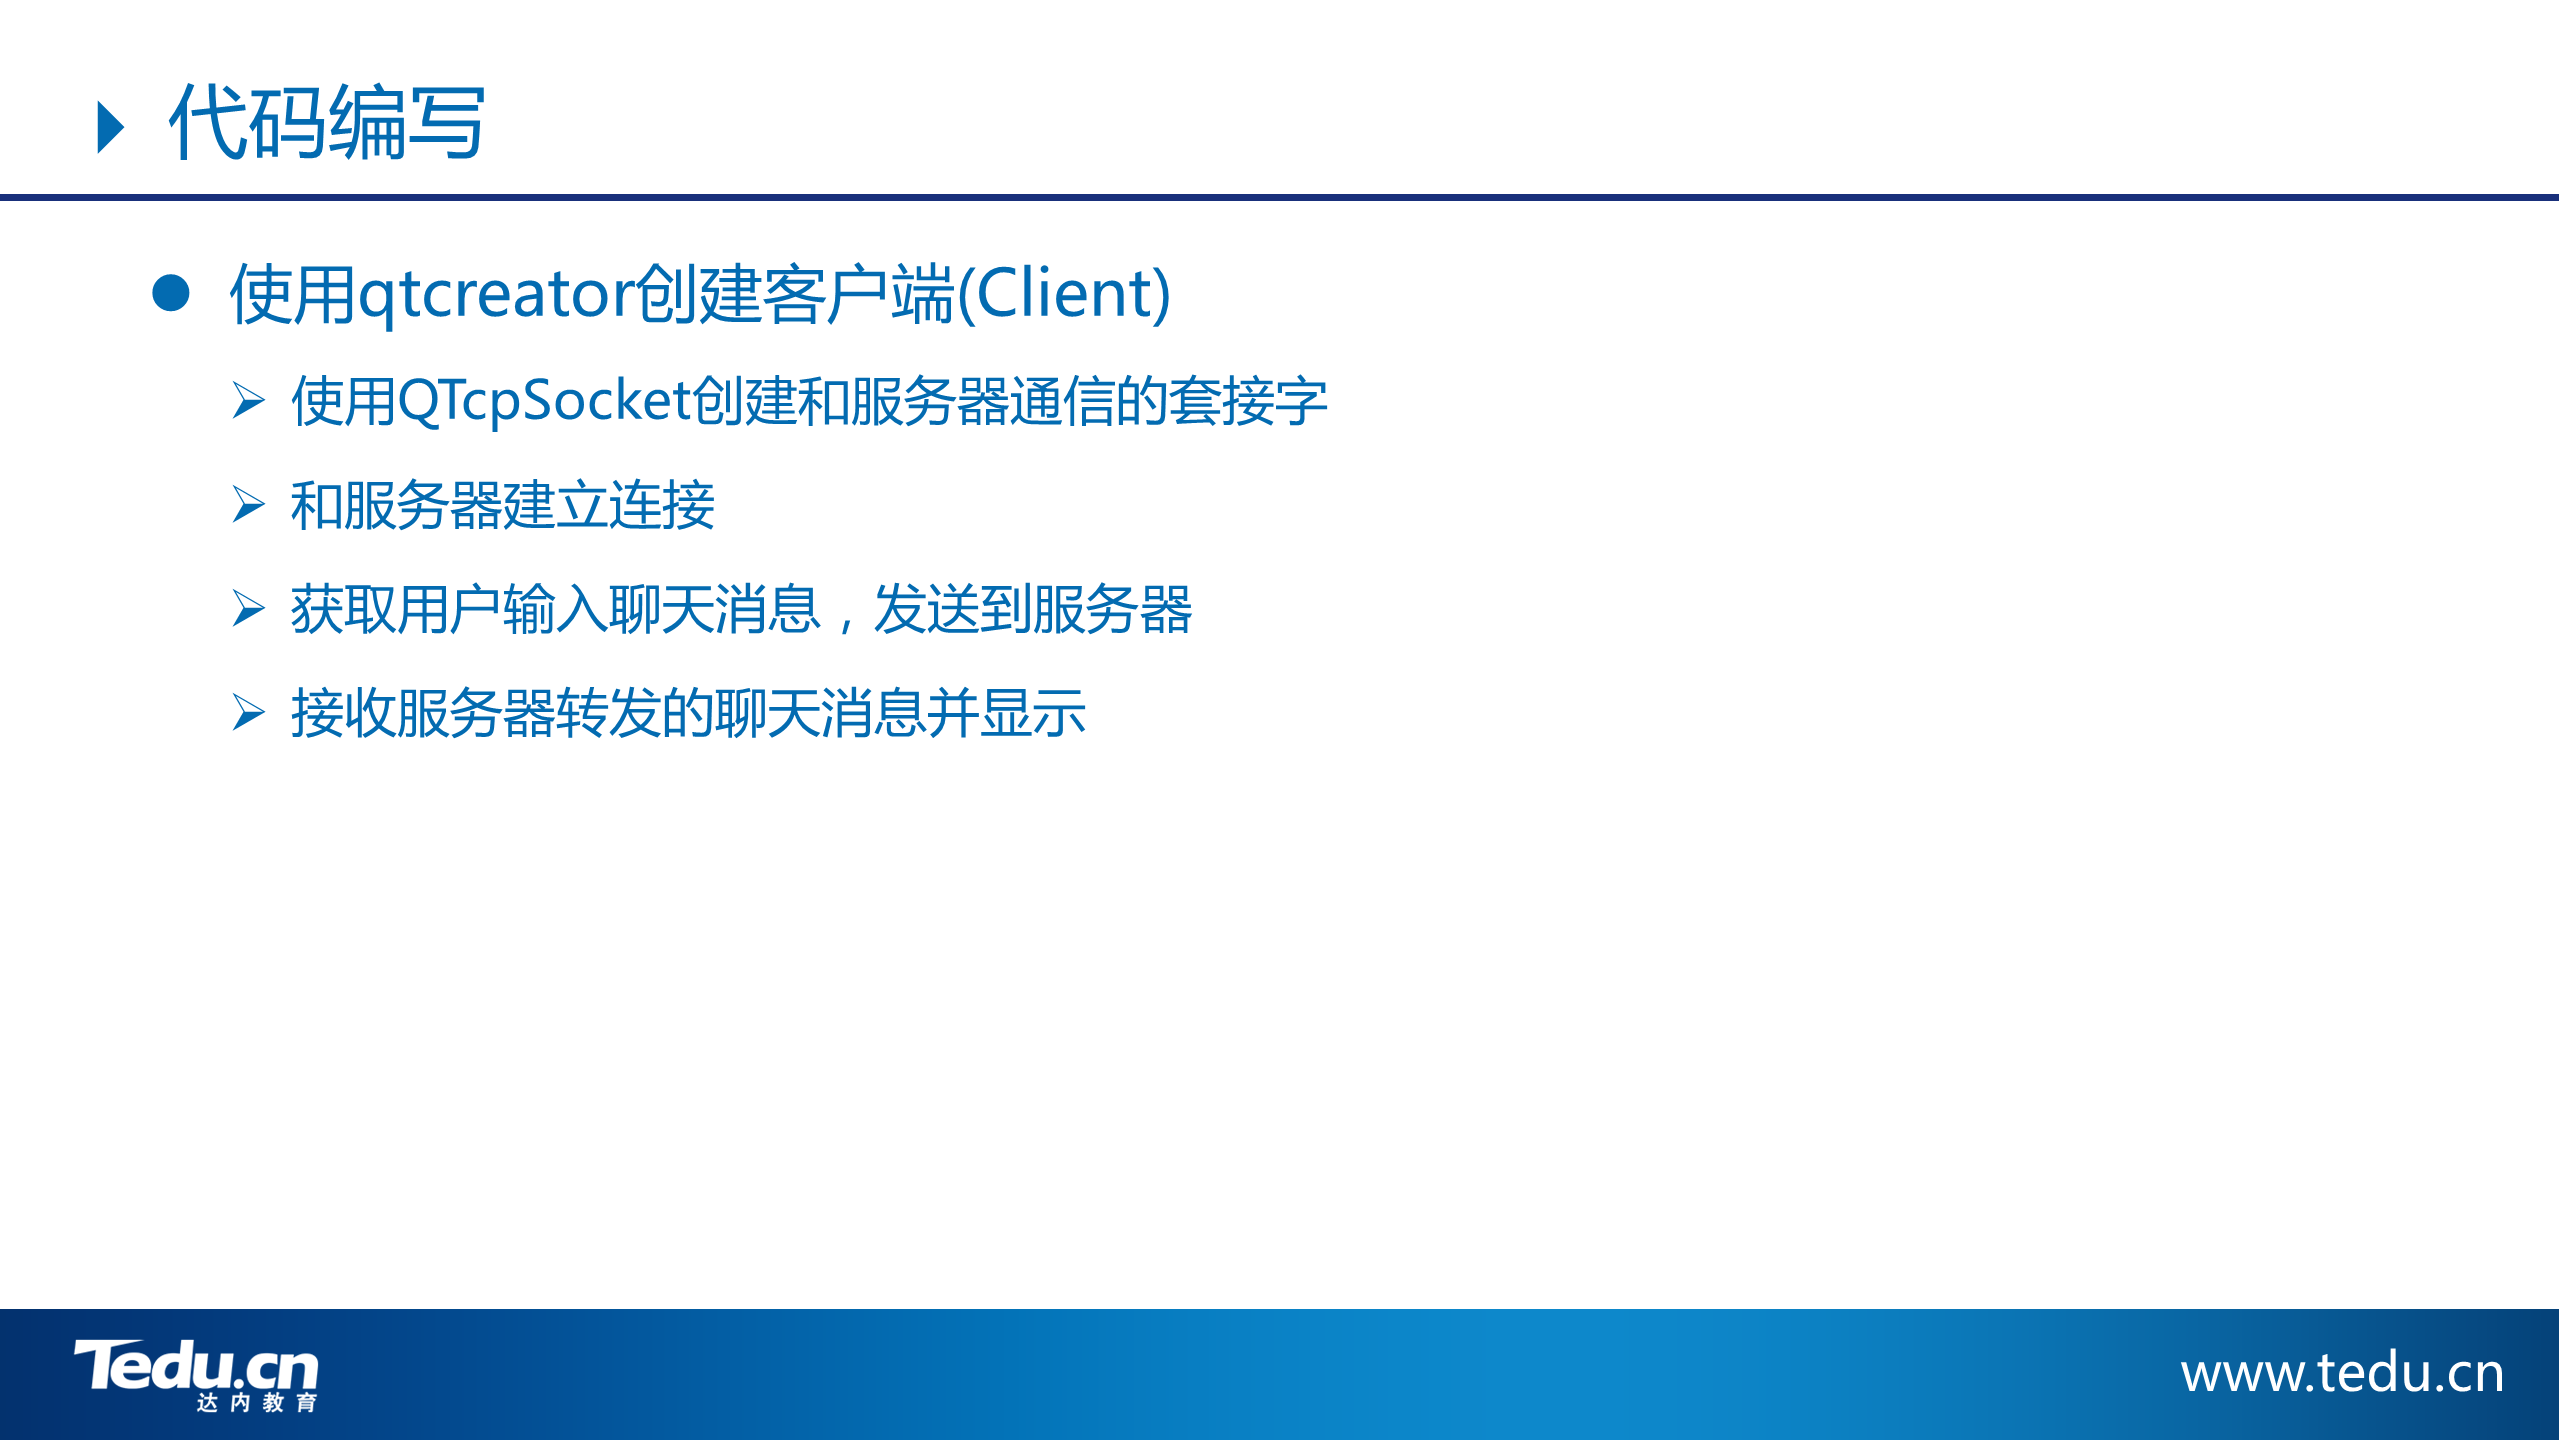 代码编写
使用qtcreator创建客户端(Client)
使用QTcpSocket创建和服务器通信的套接字
和服务器建立连接
获取用户输入聊天消息，发送到服务器
接收服务器转发的聊天消息并显示
Tedu.cn
达内教育
www.tedu.cn